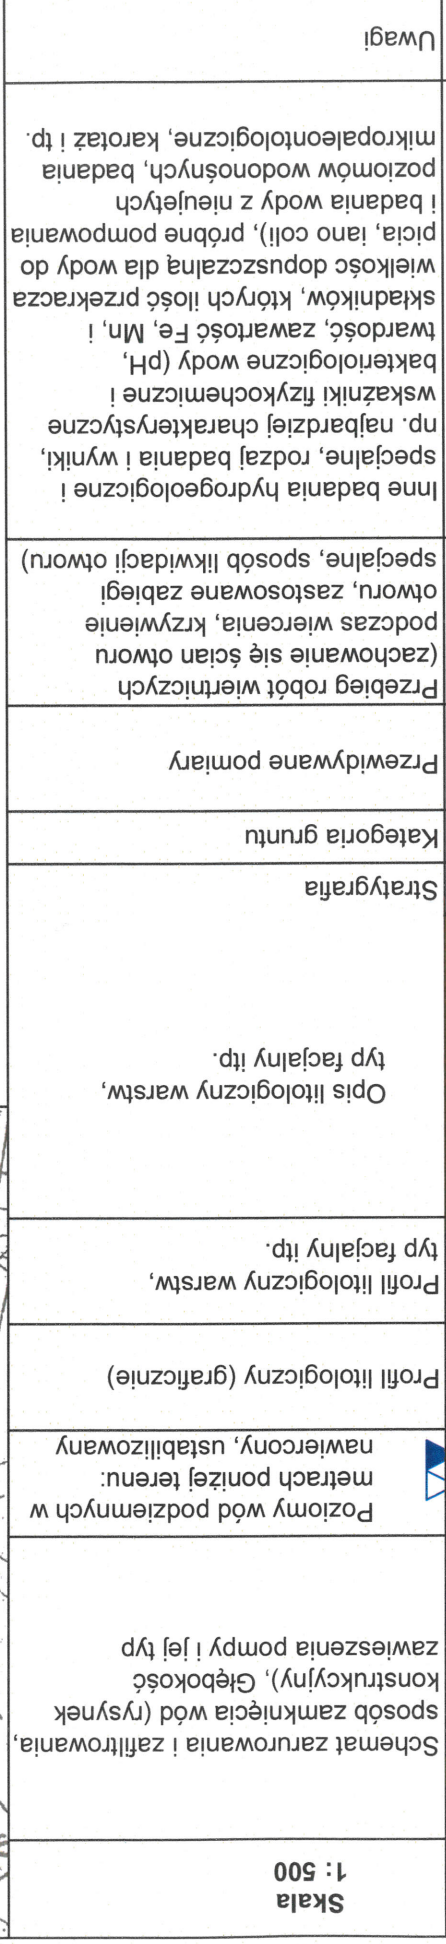 Skala
1: 500
Schemat zarurowania i zafiltrowania,
sposób zamknięcia wód (rysynek
konstrukcyjny), Głębokość
zawieszenia pompy i jej typ
Poziomy wód podziemnych w
metrach poniżej terenu:
nawiercony, ustabilizowany
Profil litologiczny (graficznie)
Profil litologiczny warstw,
typ facjalny itp.
Opis litologiczny warstw,
typ facjalny itp.
Stratygrafia
Kategoria gruntu
Przewidywane pomiary
Przebieg robót wiertniczych
(zachowanie się ścian otworu
podczas wiercenia, krzywienie
otworu, zastosowane zabiegi
specjalne, sposób likwidacji otworu)
Inne badania hydrogeologiczne i
specjalne, rodzaj badania i wyniki,
np. najbardziej charakterystyczne
wskaźniki fizykochemiczne i
bakteriologiczne wody (pH,
twardość, zawartość Fe, Mn, i
składników, których ilość przekracza
wielkość dopuszczalną dla wody do
picia, iano coli), próbne pompowania
i badania wody z nieujętych
poziomów wodonośnych, badania
mikropaleontologiczne, karotaż i tp.
Uwagi